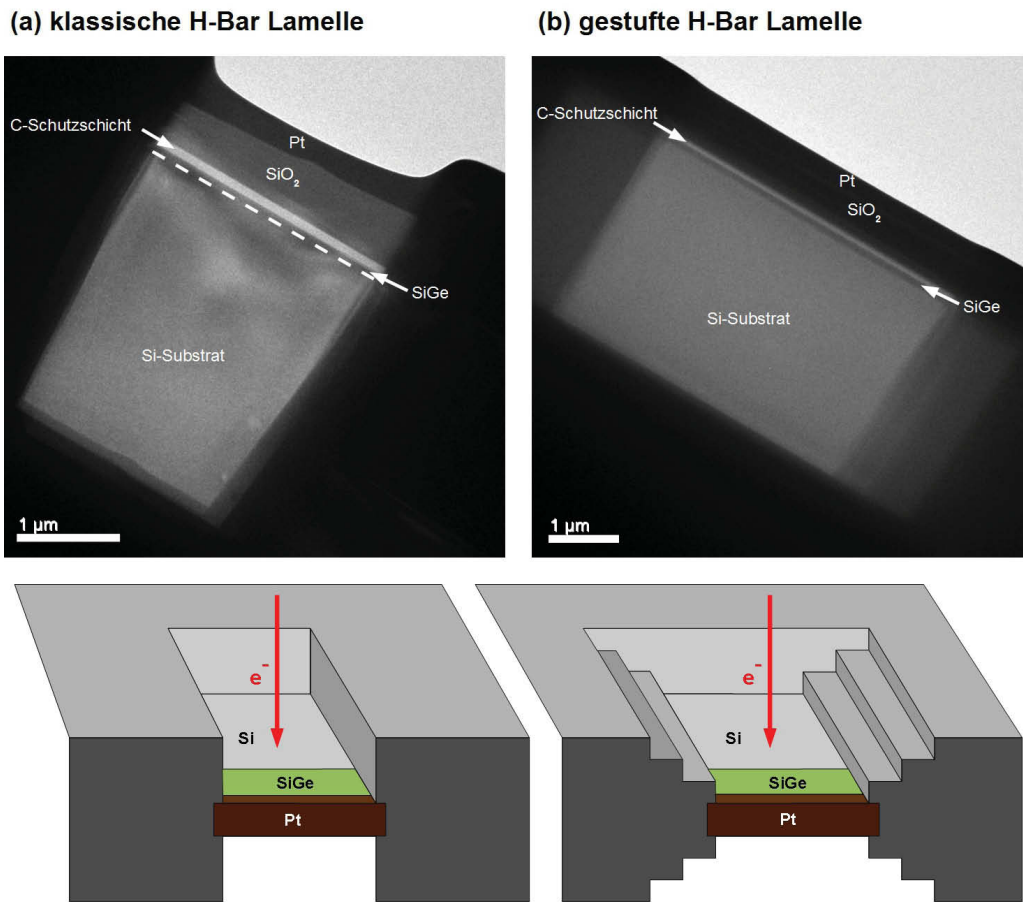 (a) klassische H-Bar Lamelle
(b) gestufte H-Bar Lamelle
C-Schutzschicht
Pt
SiO₂
SiGe
Si-Substrat
1 µm
C-Schutzschicht
Pt
SiO₂
SiGe
Si-Substrat
1 µm
e⁻
Si
SiGe
Pt
e⁻
Si
SiGe
Pt